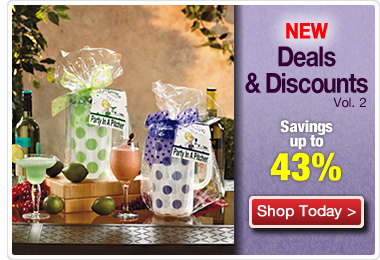 NEW
Deals
& Discounts
Vol. 2
Savings
up to
43%
Shop Today >
Party In A Pitcher
Party In A Pitcher